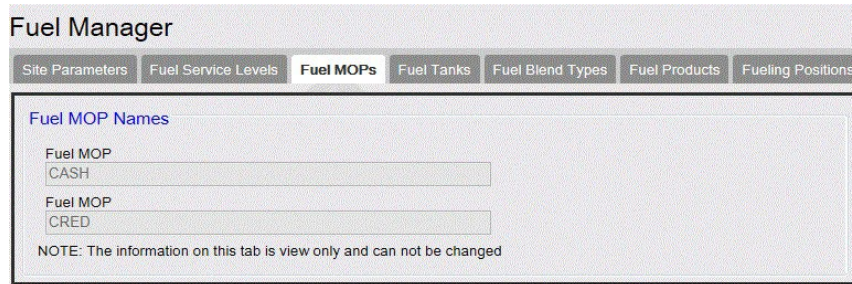 Fuel Manager
Site Parameters Fuel Service Levels Fuel MOPs Fuel Tanks Fuel Blend Types Fuel Products Fueling Positions
Fuel MOP Names
Fuel MOP
CASH
Fuel MOP
CRED
NOTE: The information on this tab is view only and can not be changed